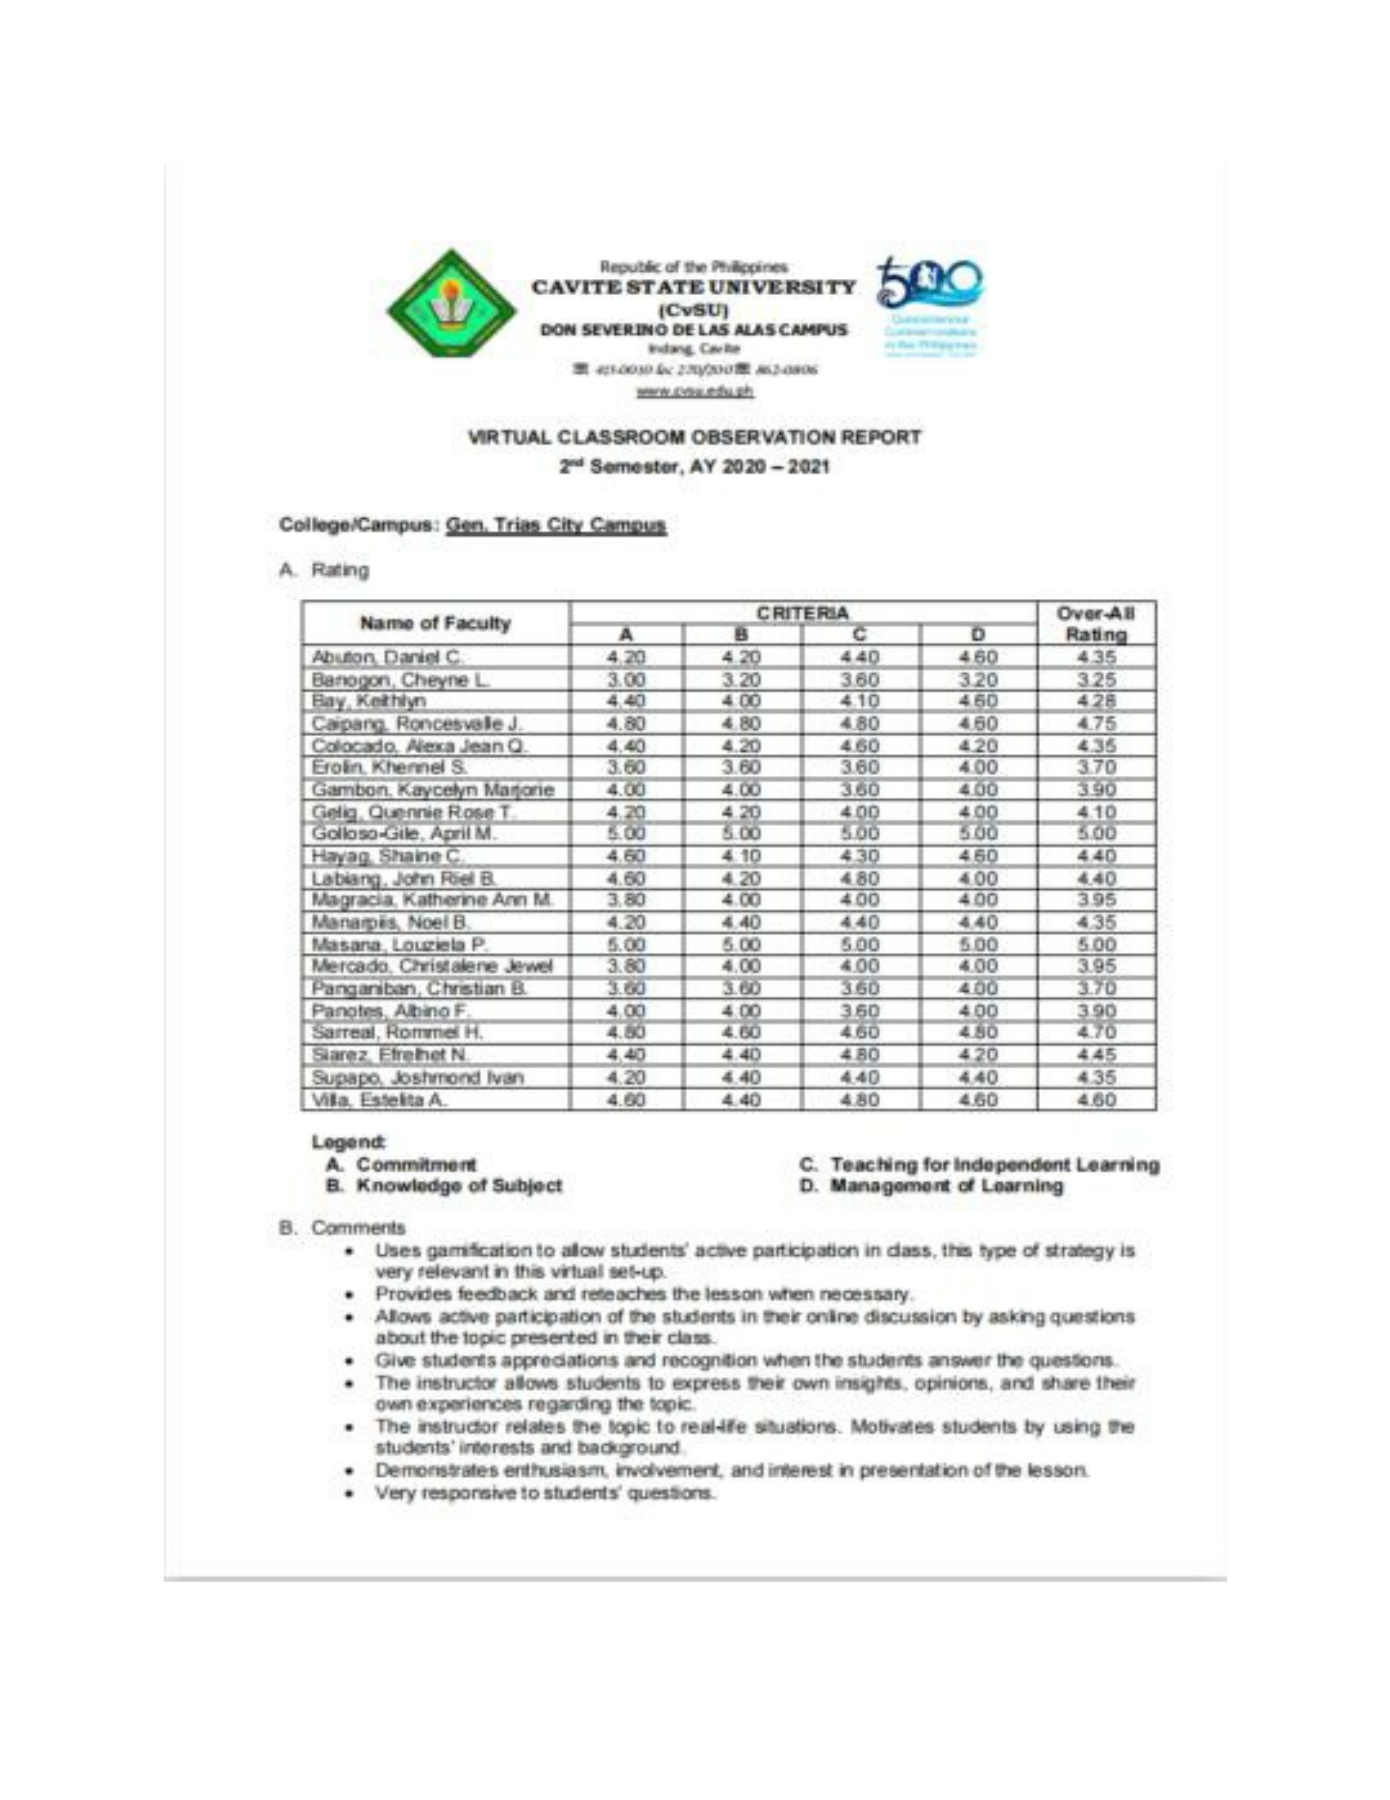 Republic of the Philippines
CAVITE STATE UNIVERSITY
(CvSU)
DON SEVERINO DE LAS ALAS CAMPUS
Indang, Cavite
www.cvsu.edu.ph
500
VIRTUAL CLASSROOM OBSERVATION REPORT
2nd Semester, AY 2020 – 2021
College/Campus: Gen. Trias City Campus
A. Rating
Name of Faculty CRITERIA Over-All Rating
A B C D
Abuton, Daniel C. 4.20 4.20 4.40 4.60 4.35
Banogon, Cheyne L. 3.00 3.20 3.60 3.20 3.25
Bay, Keithlyn 4.40 4.00 4.10 4.60 4.28
Caipang, Roncesvalle J. 4.80 4.80 4.80 4.60 4.75
Colocado, Alexa Jean Q. 4.40 4.20 4.60 4.20 4.35
Erolin, Khennel S. 3.60 3.60 3.60 4.00 3.70
Gambon, Kaycelyn Marjorie 4.00 4.00 3.60 4.00 3.90
Gelig, Quennie Rose T. 4.20 4.20 4.00 4.00 4.10
Golloso-Gile, April M. 5.00 5.00 5.00 5.00 5.00
Hayag, Shaine C. 4.60 4.10 4.30 4.60 4.40
Labiang, John Riel B. 4.60 4.20 4.80 4.00 4.40
Magracia, Katherine Ann M. 3.80 4.00 4.00 4.00 3.95
Manarpiis, Noel B. 4.20 4.40 4.40 4.40 4.35
Masana, Louziela P. 5.00 5.00 5.00 5.00 5.00
Mercado, Christalene Jewel 3.80 4.00 4.00 4.00 3.95
Panganiban, Christian B. 3.60 3.60 3.60 4.00 3.70
Panotes, Albino F. 4.00 4.00 3.60 4.00 3.90
Sarreal, Rommel H. 4.80 4.60 4.60 4.80 4.70
Siarez, Efrelhet N. 4.40 4.40 4.80 4.20 4.45
Supapo, Joshmond Ivan 4.20 4.40 4.40 4.40 4.35
Villa, Estelita A. 4.60 4.40 4.80 4.60 4.60
Legend:
A. Commitment
B. Knowledge of Subject
C. Teaching for Independent Learning
D. Management of Learning
B. Comments
• Uses gamification to allow students' active participation in class, this type of strategy is
very relevant in this virtual set-up.
• Provides feedback and reteaches the lesson when necessary.
• Allows active participation of the students in their online discussion by asking questions
about the topic presented in their class.
• Give students appreciations and recognition when the students answer the questions.
• The instructor allows students to express their own insights, opinions, and share their
own experiences regarding the topic.
• The instructor relates the topic to real-life situations. Motivates students by using the
students' interests and background.
• Demonstrates enthusiasm, involvement, and interest in presentation of the lesson.
• Very responsive to students' questions.